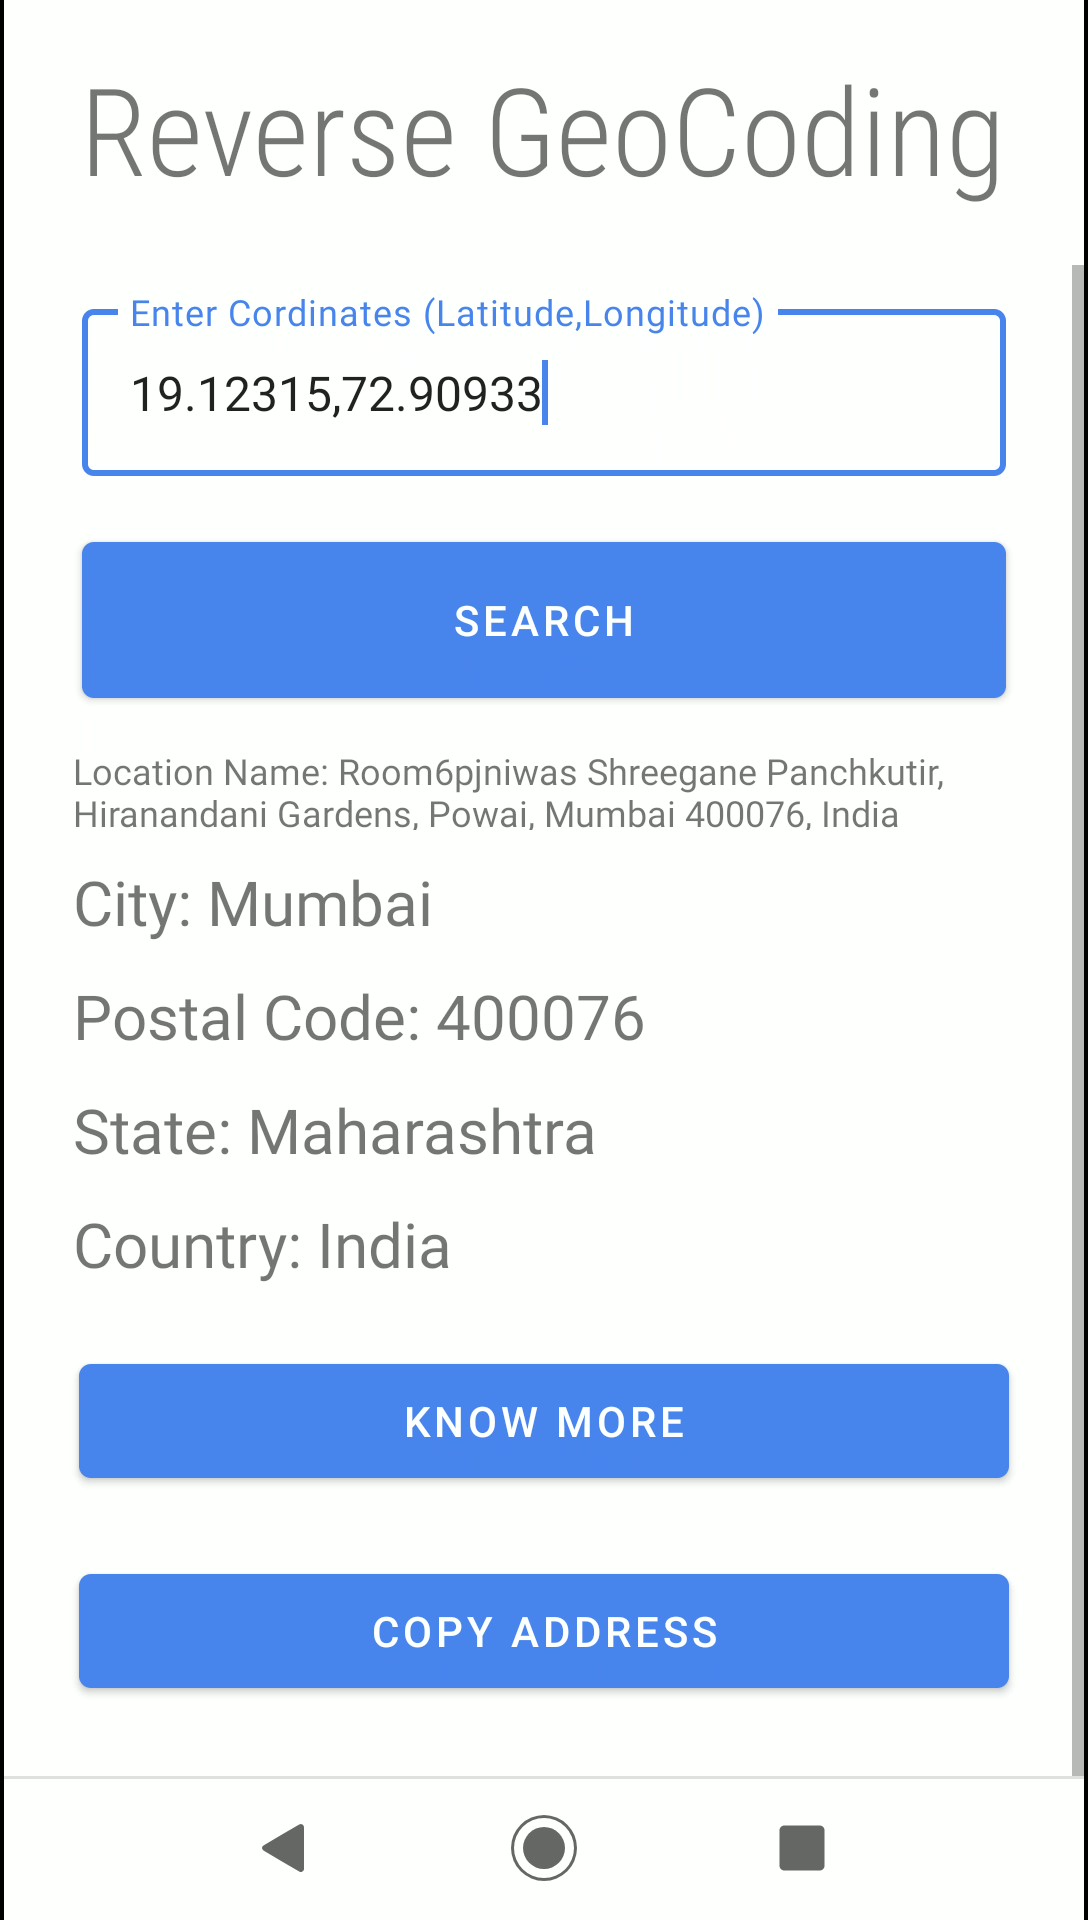 Reverse GeoCoding
Enter Cordinates (Latitude,Longitude)
19.12315,72.90933
SEARCH
Location Name: Room6pjniwas Shreegane Panchkutir,
Hiranandani Gardens, Powai, Mumbai 400076, India
City: Mumbai
Postal Code: 400076
State: Maharashtra
Country: India
KNOW MORE
COPY ADDRESS